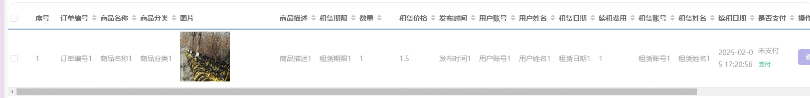 序号 订单编号 商品名称 商品分类 图片 商品描述 租赁期限 数量 租赁价格 发布时间 用户账号 用户姓名 租赁日期 续租费用 租赁账号 租赁姓名 续租日期 是否支付 操作
1 订单编号1 商品名称1 商品分类1 商品描述1 租赁期限1 1 1.5 发布时间1 用户账号1 用户姓名1 租赁日期1 1 租赁账号1 租赁姓名1 2025-02-0 未支付
5 17:20:56 支付